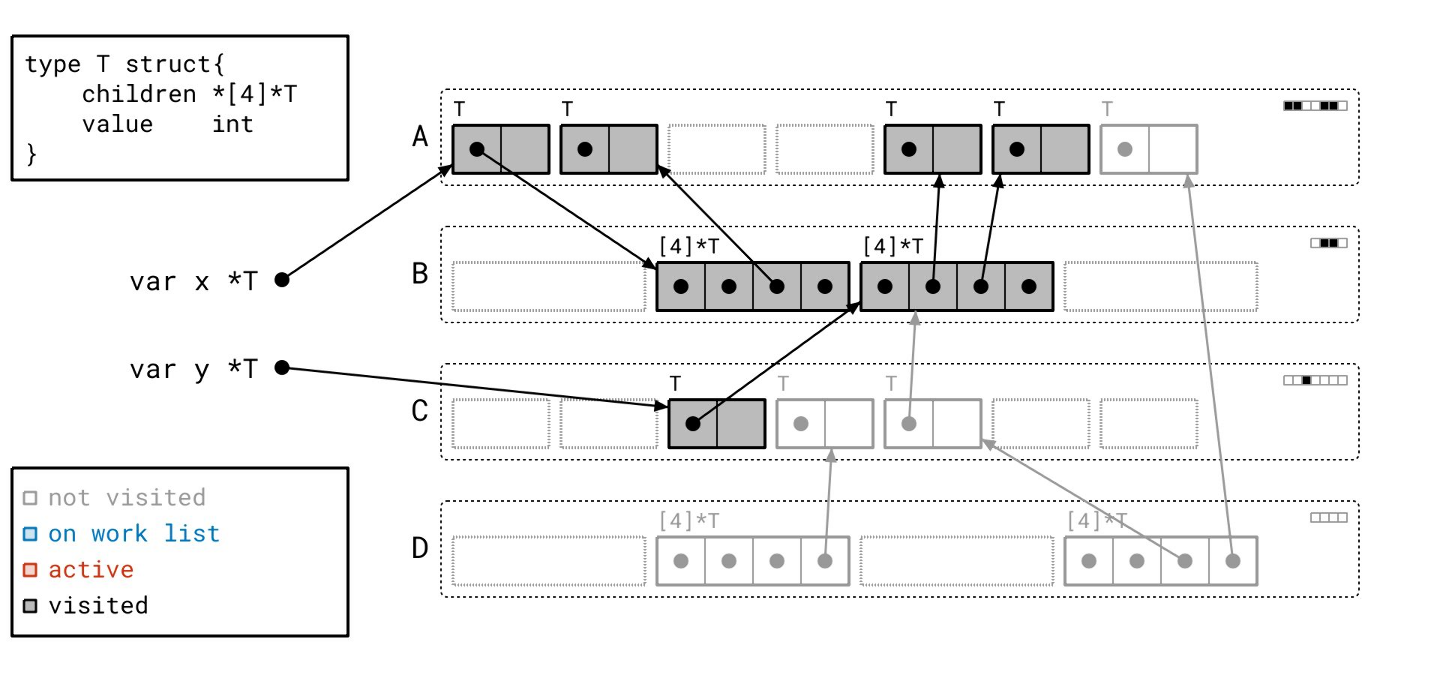 type T struct{
    children *[4]*T
    value    int
}
T T T T T
A
[4]*T [4]*T
var x *T
B
var y *T
T T T
C
not visited
[4]*T [4]*T
on work list
D
active
visited